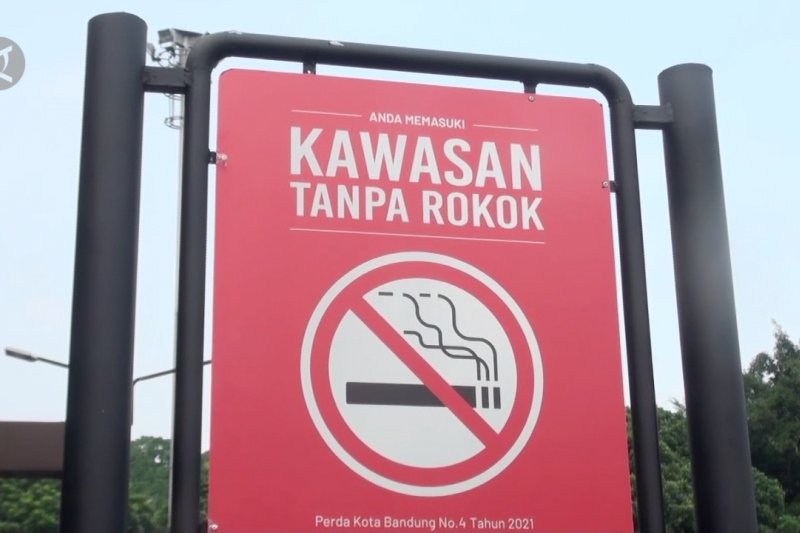 ANDA MEMASUKI
KAWASAN
TANPA ROKOK
Perda Kota Bandung No.4 Tahun 2021